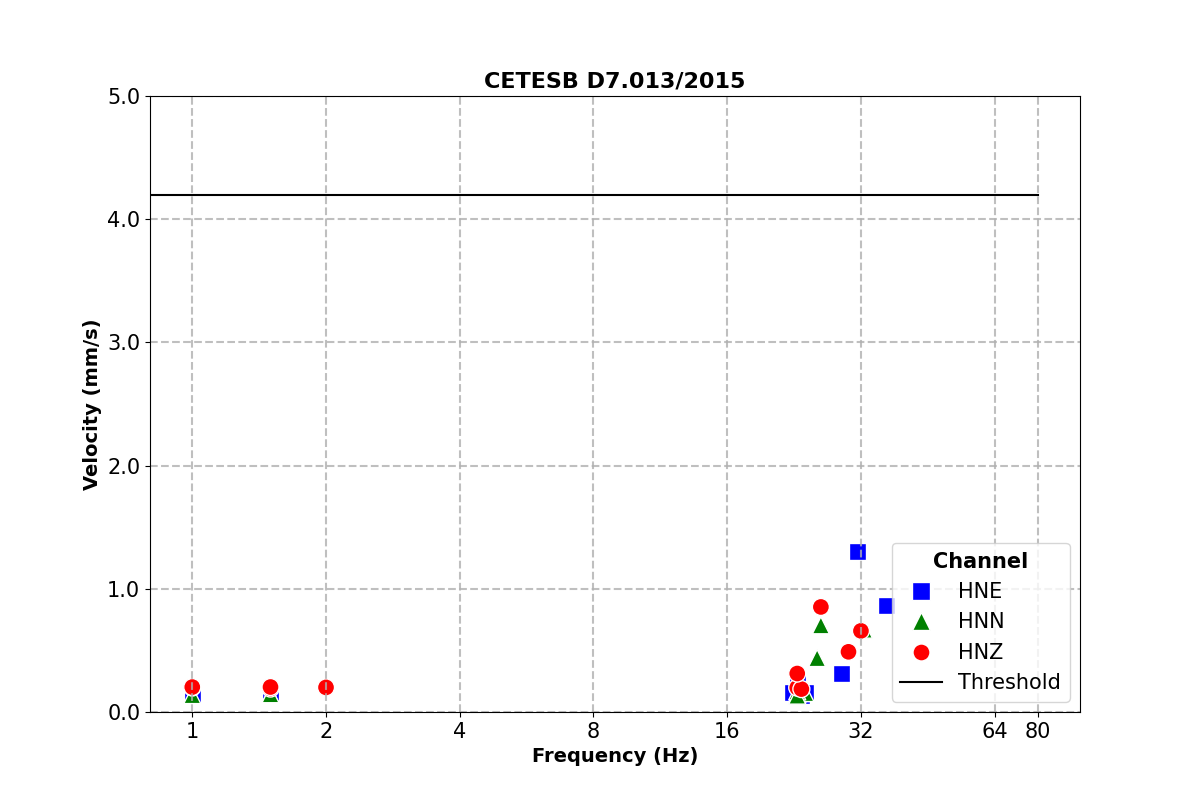 CETESB D7.013/2015
5.0
4.0
3.0
2.0
1.0
0.0
Velocity (mm/s)
1 2 4 8 16 32 64 80
Frequency (Hz)
Channel
HNE
HNN
HNZ
Threshold